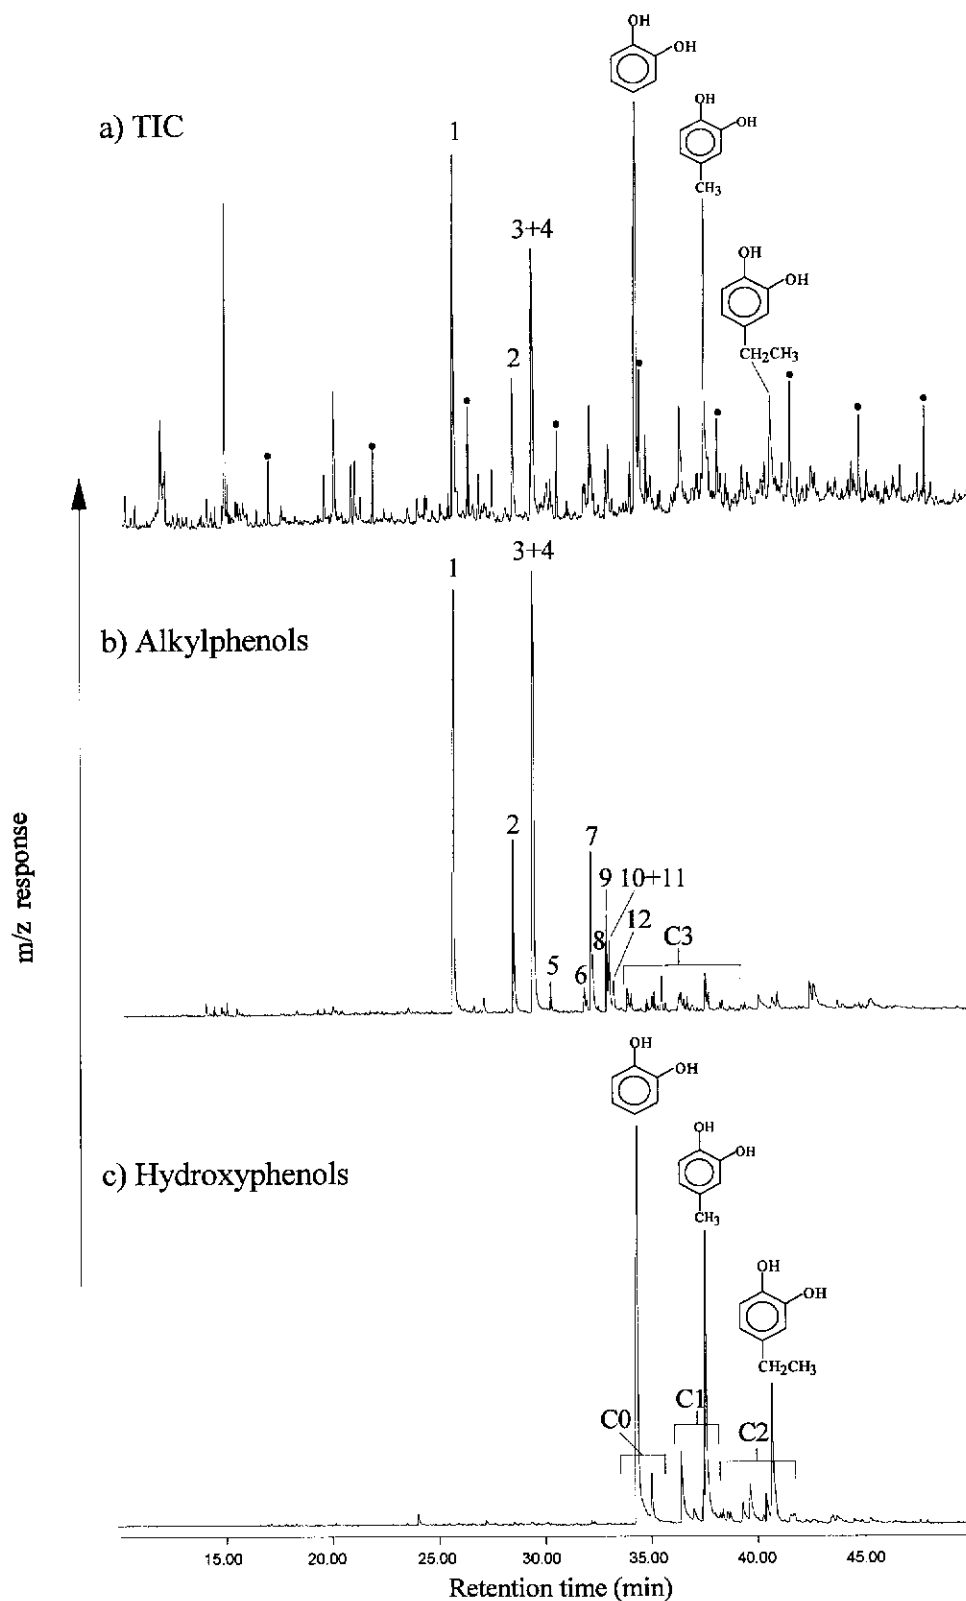 OH
OH
a) TIC
1
OH
OH
CH3
3+4
OH
OH
2
CH2CH3
3+4
1
b) Alkylphenols
2
7
9
10+11
8
12
5
6
C3
m/z response
OH
OH
c) Hydroxyphenols
OH
OH
CH3
OH
OH
CH2CH3
C0
C1
C2
15.00 20.00 25.00 30.00 35.00 40.00 45.00
Retention time (min)